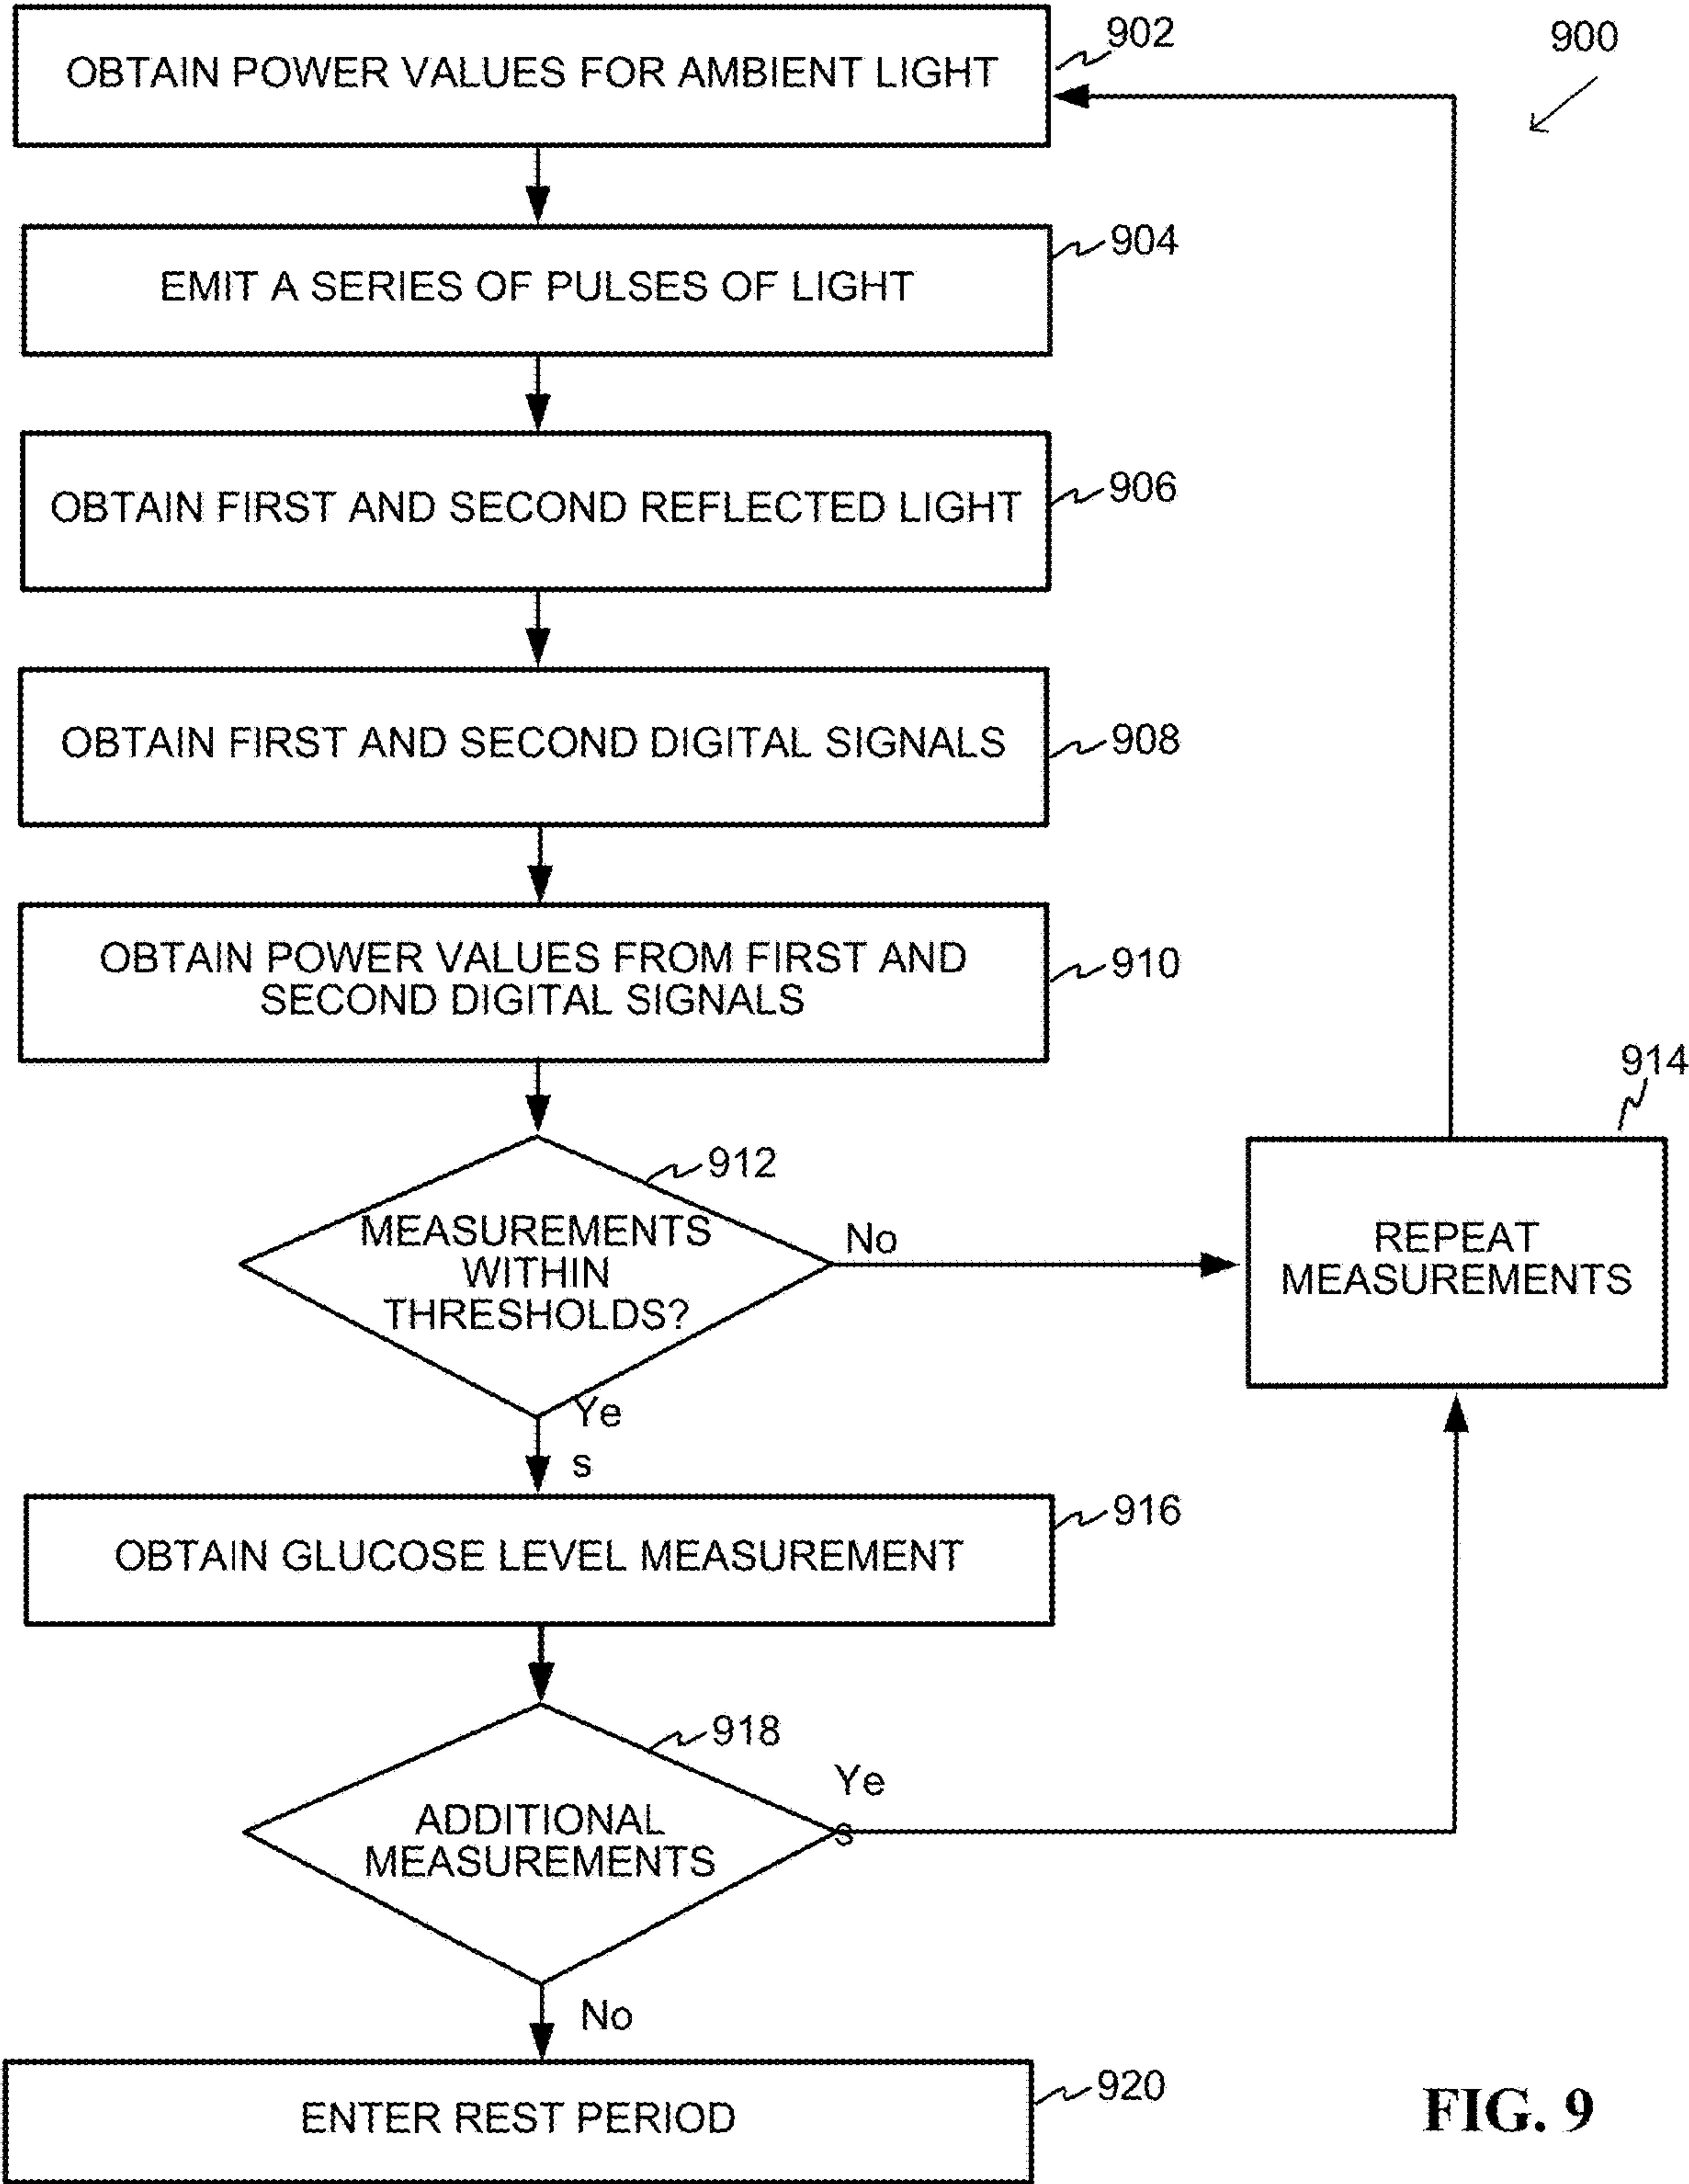 900
OBTAIN POWER VALUES FOR AMBIENT LIGHT
902
EMIT A SERIES OF PULSES OF LIGHT
904
OBTAIN FIRST AND SECOND REFLECTED LIGHT
906
OBTAIN FIRST AND SECOND DIGITAL SIGNALS
908
OBTAIN POWER VALUES FROM FIRST AND
SECOND DIGITAL SIGNALS
910
MEASUREMENTS
WITHIN
THRESHOLDS?
912
No
914
REPEAT
MEASUREMENTS
Ye
s
OBTAIN GLUCOSE LEVEL MEASUREMENT
916
ADDITIONAL
MEASUREMENTS
918
Ye
s
No
ENTER REST PERIOD
920
FIG. 9